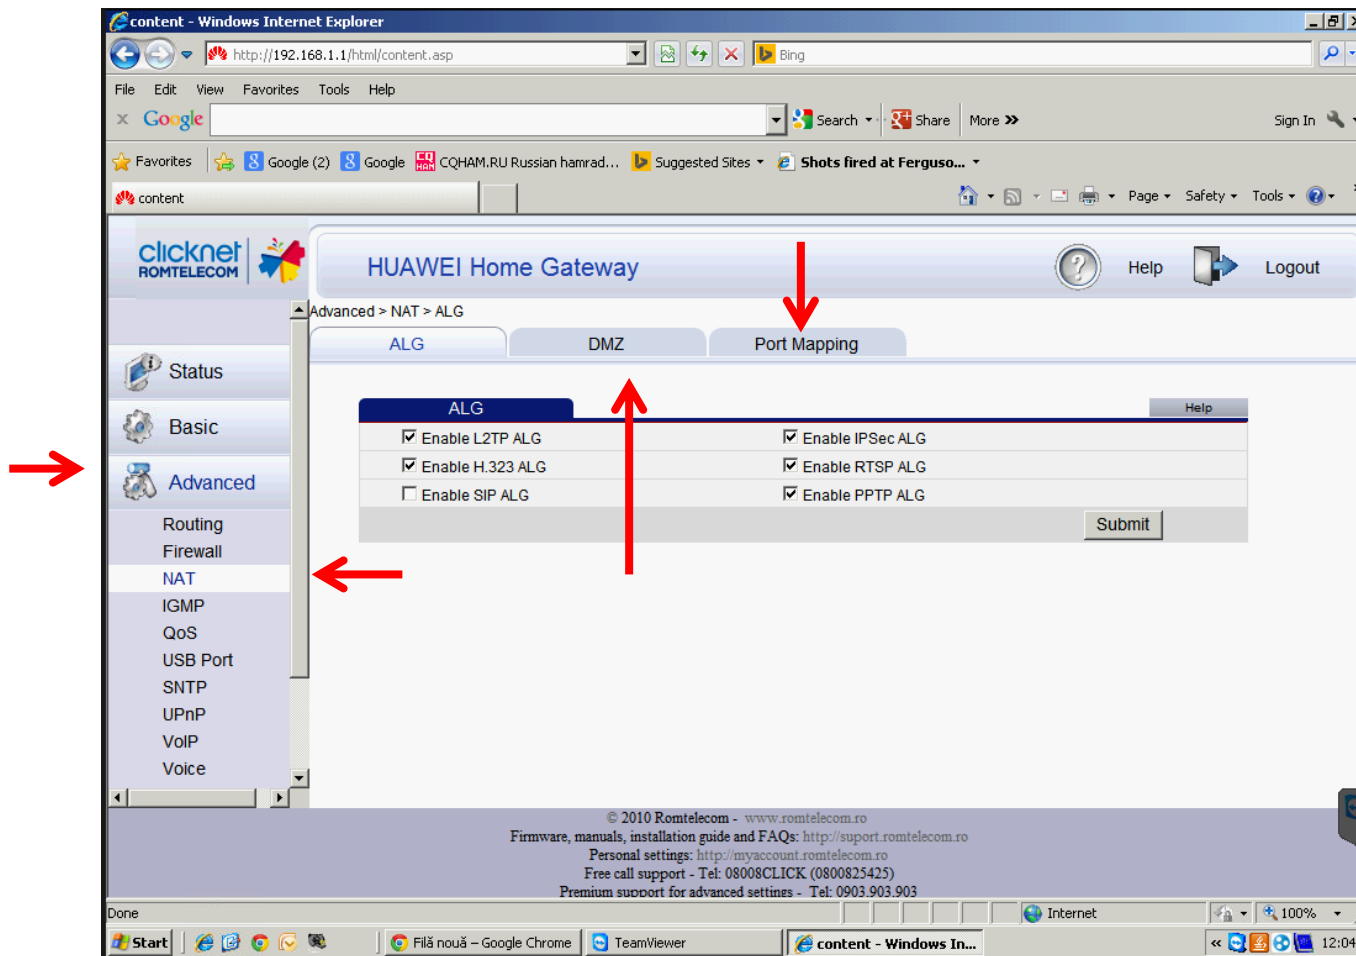 content - Windows Internet Explorer
http://192.168.1.1/html/content.asp
Bing
File Edit View Favorites Tools Help
x Google
Search Share More »
Sign In
Favorites Google (2) Google CQHAM.RU Russian hamrad... Suggested Sites Shots fired at Ferguso...
content
Page Safety Tools
clicknet
ROMTELECOM
HUAWEI Home Gateway
Help
Logout
Advanced > NAT > ALG
ALG
DMZ
Port Mapping
Status
Basic
Advanced
Routing
Firewall
NAT
IGMP
QoS
USB Port
SNTP
UPnP
VoIP
Voice
ALG
Help
Enable L2TP ALG
Enable IPSec ALG
Enable H.323 ALG
Enable RTSP ALG
Enable SIP ALG
Enable PPTP ALG
Submit
© 2010 Romtelecom - www.romtelecom.ro
Firmware, manuals, installation guide and FAQs: http://suport.romtelecom.ro
Personal settings: http://myaccount.romtelecom.ro
Free call support - Tel: 08008CLICK (0800825425)
Premium support for advanced settings - Tel: 0903.903.903
Done
Internet
100%
Start
Filă nouă – Google Chrome
TeamViewer
content - Windows In...
12:04